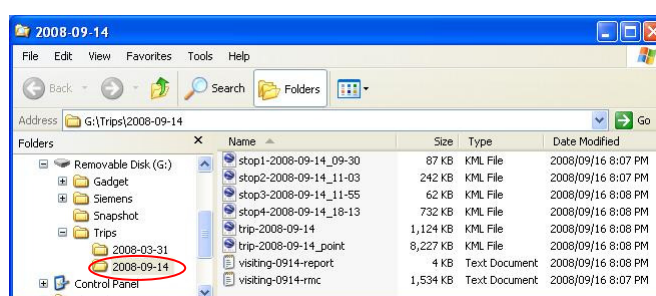 2008-09-14
File Edit View Favorites Tools Help
Back Search Folders
Address G:\Trips\2008-09-14 Go
Folders Name Size Type Date Modified
Removable Disk (G:)
Gadget
Siemens
Snapshot
Trips
2008-03-31
2008-09-14
Control Panel
stop1-2008-09-14_09-30 87 KB KML File 2008/09/16 8:07 PM
stop2-2008-09-14_11-03 242 KB KML File 2008/09/16 8:07 PM
stop3-2008-09-14_11-55 62 KB KML File 2008/09/16 8:08 PM
stop4-2008-09-14_18-13 732 KB KML File 2008/09/16 8:08 PM
trip-2008-09-14 1,124 KB KML File 2008/09/16 8:08 PM
trip-2008-09-14_point 8,227 KB KML File 2008/09/16 8:08 PM
visiting-0914-report 4 KB Text Document 2008/09/16 8:08 PM
visiting-0914-rmc 1,534 KB Text Document 2008/09/16 8:07 PM